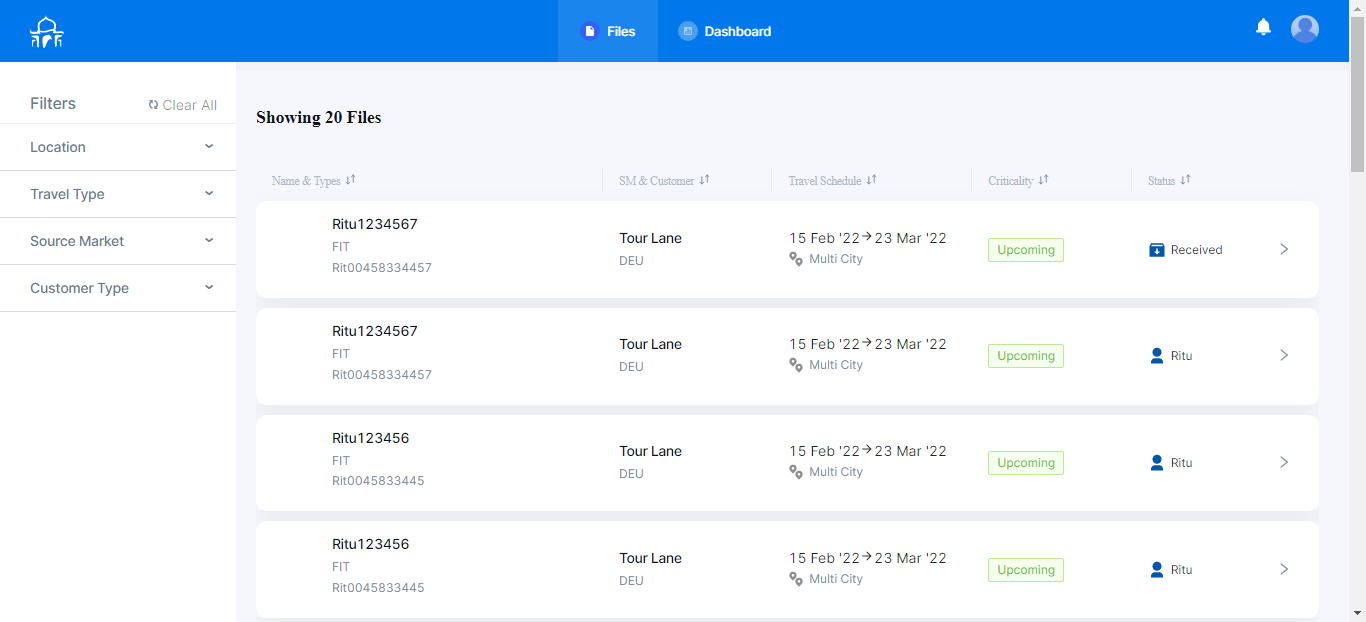 Files
Dashboard
Filters
Clear All
Location
Travel Type
Source Market
Customer Type
Showing 20 Files
Name & Types
SM & Customer
Travel Schedule
Criticality
Status
Ritu1234567
FIT
Rit00458334457
Tour Lane
DEU
15 Feb '22→23 Mar '22
Multi City
Upcoming
Received
Ritu1234567
FIT
Rit00458334457
Tour Lane
DEU
15 Feb '22→23 Mar '22
Multi City
Upcoming
Ritu
Ritu123456
FIT
Rit0045833445
Tour Lane
DEU
15 Feb '22→23 Mar '22
Multi City
Upcoming
Ritu
Ritu123456
FIT
Rit0045833445
Tour Lane
DEU
15 Feb '22→23 Mar '22
Multi City
Upcoming
Ritu